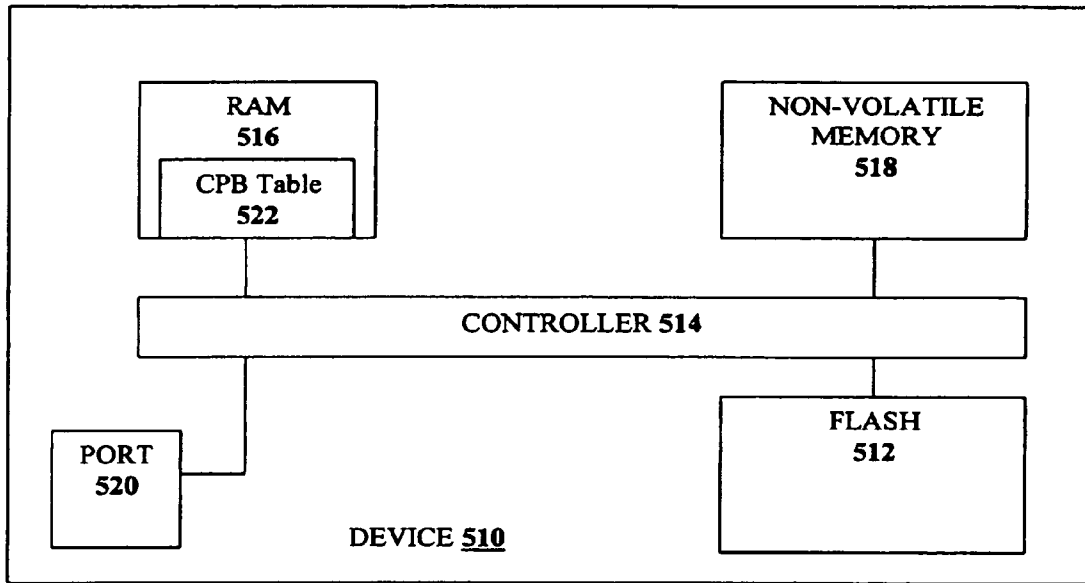 RAM
516
CPB Table
522
NON-VOLATILE
MEMORY
518
CONTROLLER 514
PORT
520
FLASH
512
DEVICE 510